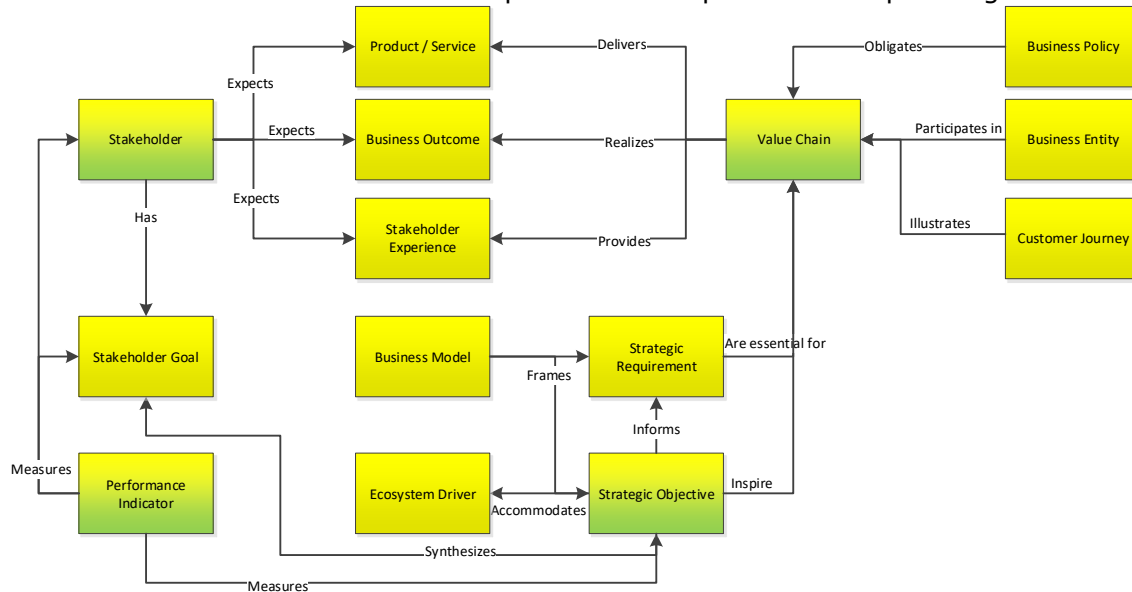 Product / Service
Delivers
Obligates
Business Policy
Expects
Stakeholder
Expects
Business Outcome
Realizes
Value Chain
Participates in
Business Entity
Expects
Has
Stakeholder
Experience
Provides
Illustrates
Customer Journey
Stakeholder Goal
Business Model
Frames
Strategic
Requirement
Are essential for
Informs
Measures
Performance
Indicator
Ecosystem Driver
Accommodates
Strategic Objective
Inspire
Synthesizes
Measures